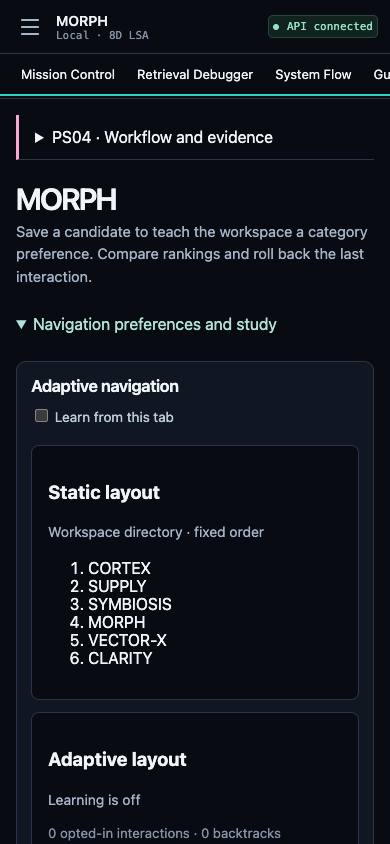 MORPH
Local · 8D LSA
API connected
Mission Control
Retrieval Debugger
System Flow
Gu
PS04 · Workflow and evidence
MORPH
Save a candidate to teach the workspace a category
preference. Compare rankings and roll back the last
interaction.
Navigation preferences and study
Adaptive navigation
Learn from this tab
Static layout
Workspace directory · fixed order
1. CORTEX
2. SUPPLY
3. SYMBIOSIS
4. MORPH
5. VECTOR-X
6. CLARITY
Adaptive layout
Learning is off
0 opted-in interactions · 0 backtracks